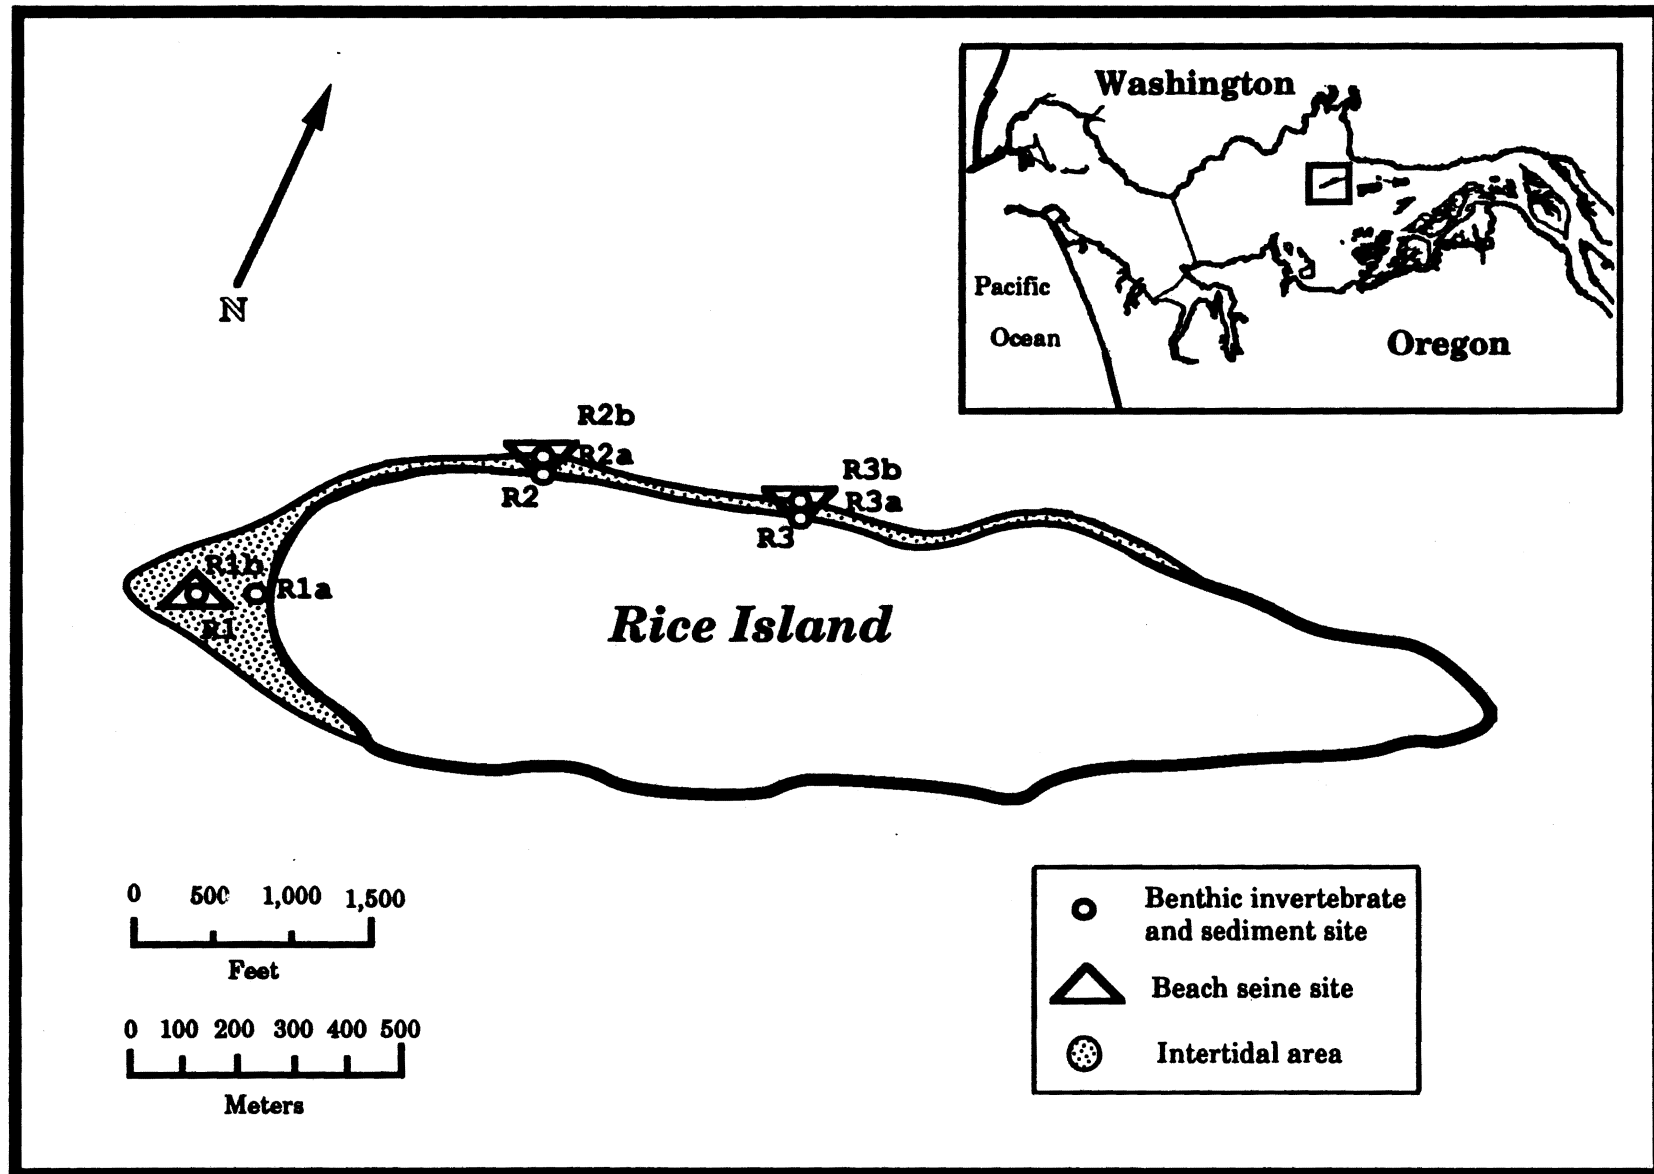 Washington
Pacific
Ocean
Oregon
N
R2b
R2a
R2
R3b
R3a
R3
R1b
R1a
R1
Rice Island
0 500 1,000 1,500
Feet
0 100 200 300 400 500
Meters
Benthic invertebrate
and sediment site
Beach seine site
Intertidal area